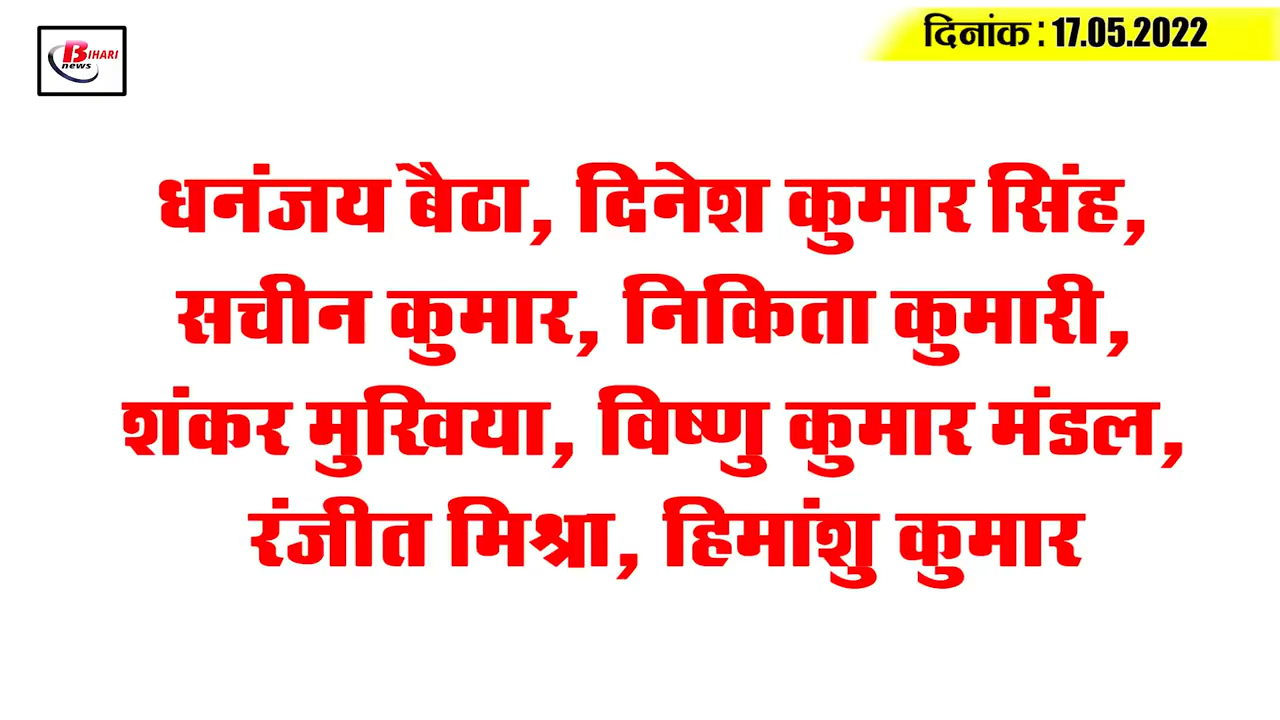 BIHARI
news
दिनांक : 17.05.2022
धनंजय बैठा, दिनेश कुमार सिंह,
सचीन कुमार, निकिता कुमारी,
शंकर मुखिया, विष्णु कुमार मंडल,
रंजीत मिश्रा, हिमांशु कुमार